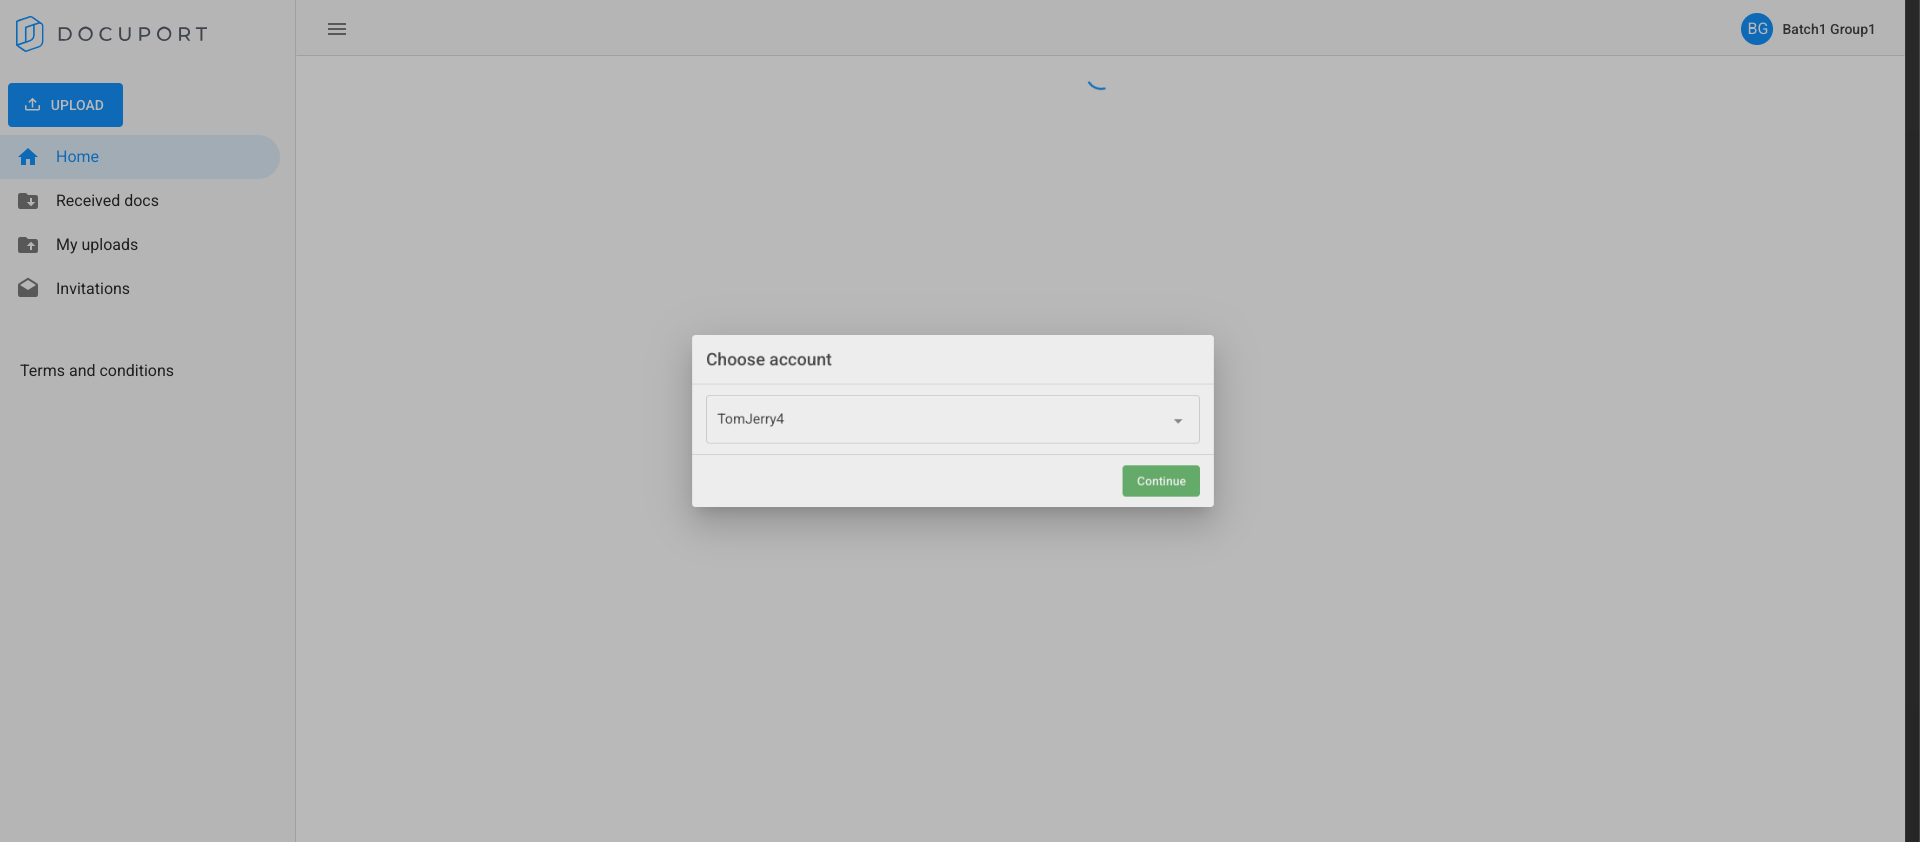 DOCUPORT
BG Batch1 Group1
UPLOAD
Home
Received docs
My uploads
Invitations
Terms and conditions
Choose account
TomJerry4
Continue